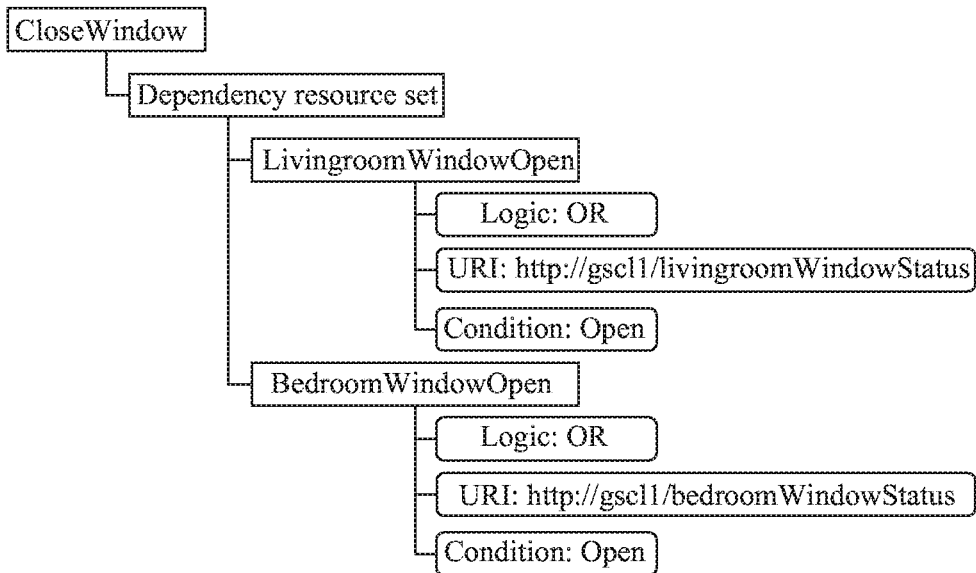 CloseWindow
Dependency resource set
LivingroomWindowOpen
Logic: OR
URI: http://gscl1/livingroomWindowStatus
Condition: Open
BedroomWindowOpen
Logic: OR
URI: http://gscl1/bedroomWindowStatus
Condition: Open